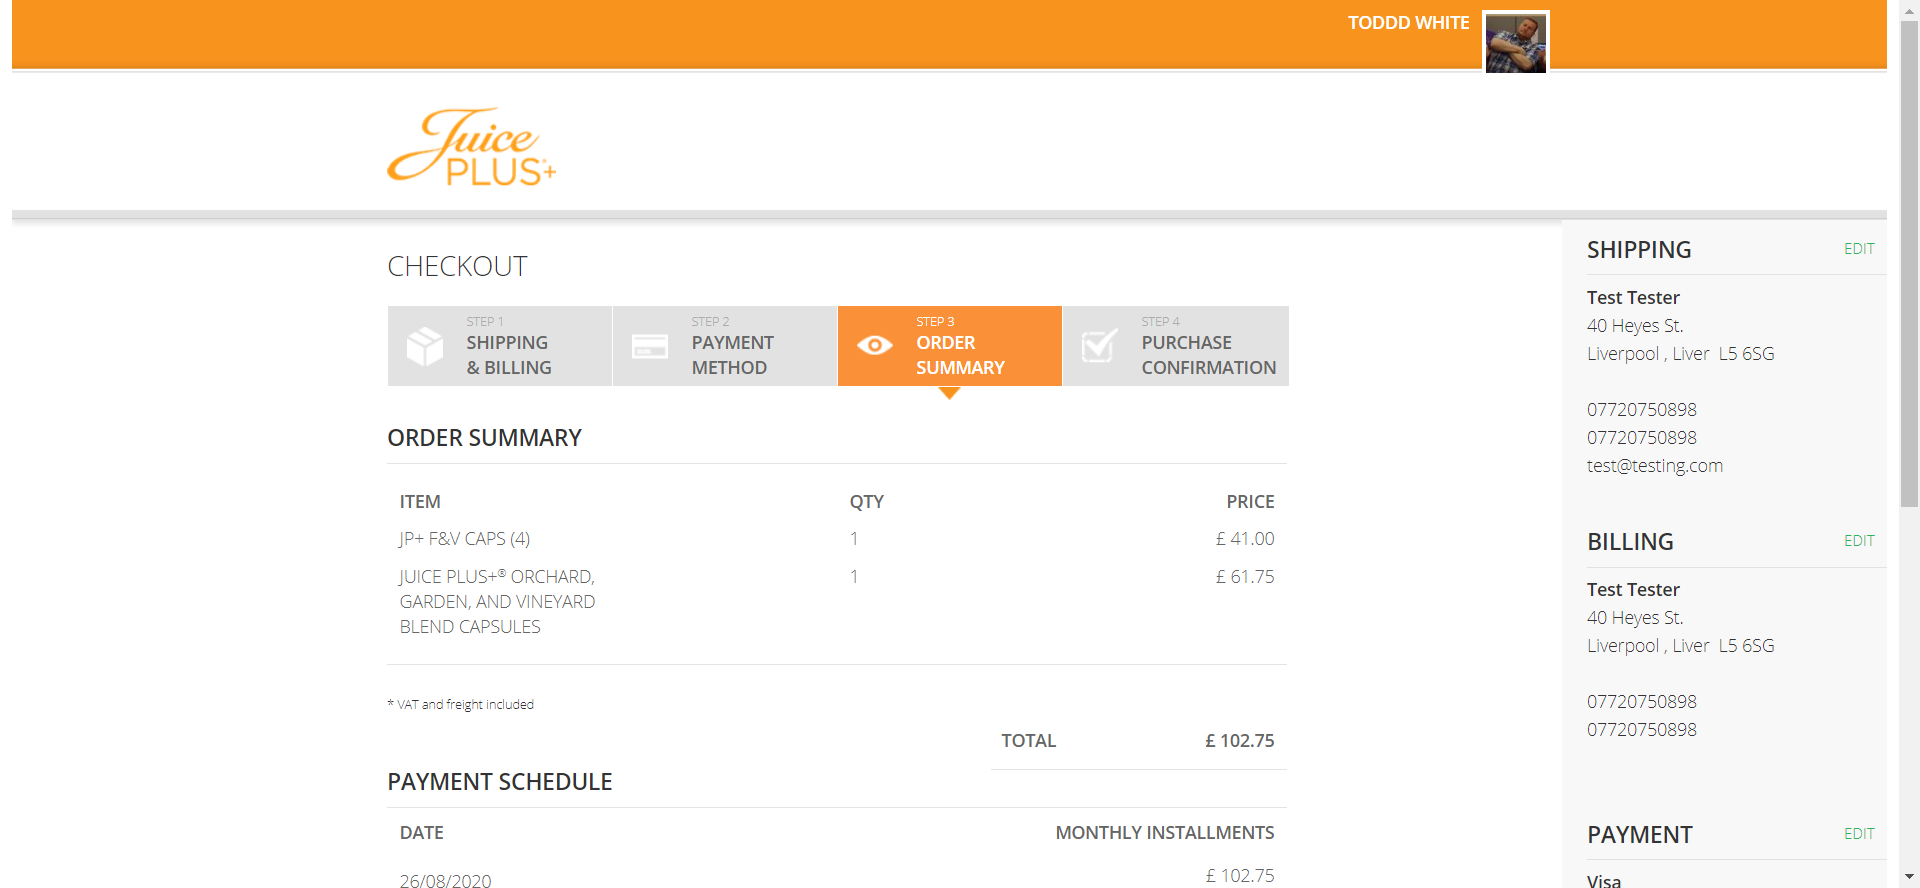 TODDD WHITE
Juice
PLUS+
CHECKOUT
STEP 1
SHIPPING
& BILLING
STEP 2
PAYMENT
METHOD
STEP 3
ORDER
SUMMARY
STEP 4
PURCHASE
CONFIRMATION
ORDER SUMMARY
ITEM QTY PRICE
JP+ F&V CAPS (4) 1 £ 41.00
JUICE PLUS+® ORCHARD, 1 £ 61.75
GARDEN, AND VINEYARD
BLEND CAPSULES
* VAT and freight included
TOTAL £ 102.75
PAYMENT SCHEDULE
DATE MONTHLY INSTALLMENTS
26/08/2020 £ 102.75
SHIPPING EDIT
Test Tester
40 Heyes St.
Liverpool , Liver L5 6SG
07720750898
07720750898
test@testing.com
BILLING EDIT
Test Tester
40 Heyes St.
Liverpool , Liver L5 6SG
07720750898
07720750898
PAYMENT EDIT
Visa